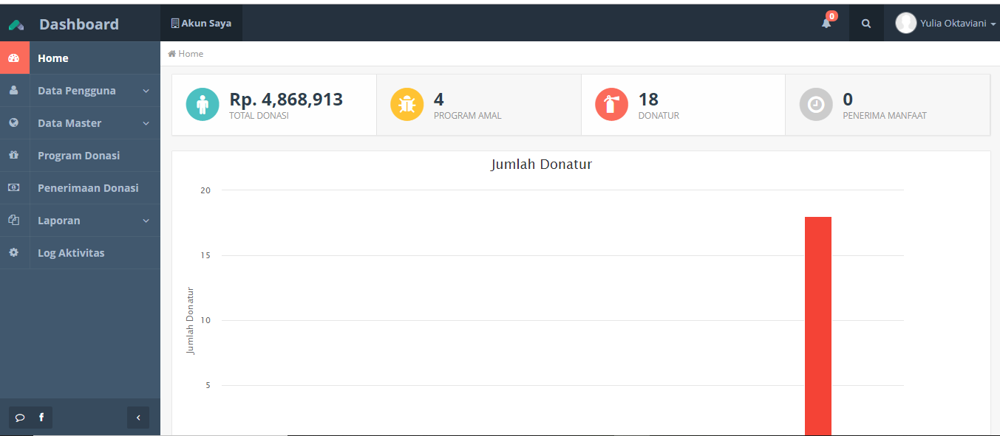 Dashboard
Akun Saya
0
Yulia Oktaviani
Home
Data Pengguna
Data Master
Program Donasi
Penerimaan Donasi
Laporan
Log Aktivitas
Home
Rp. 4,868,913
TOTAL DONASI
4
PROGRAM AMAL
18
DONATUR
0
PENERIMA MANFAAT
Jumlah Donatur
Jumlah Donatur
20
15
10
5